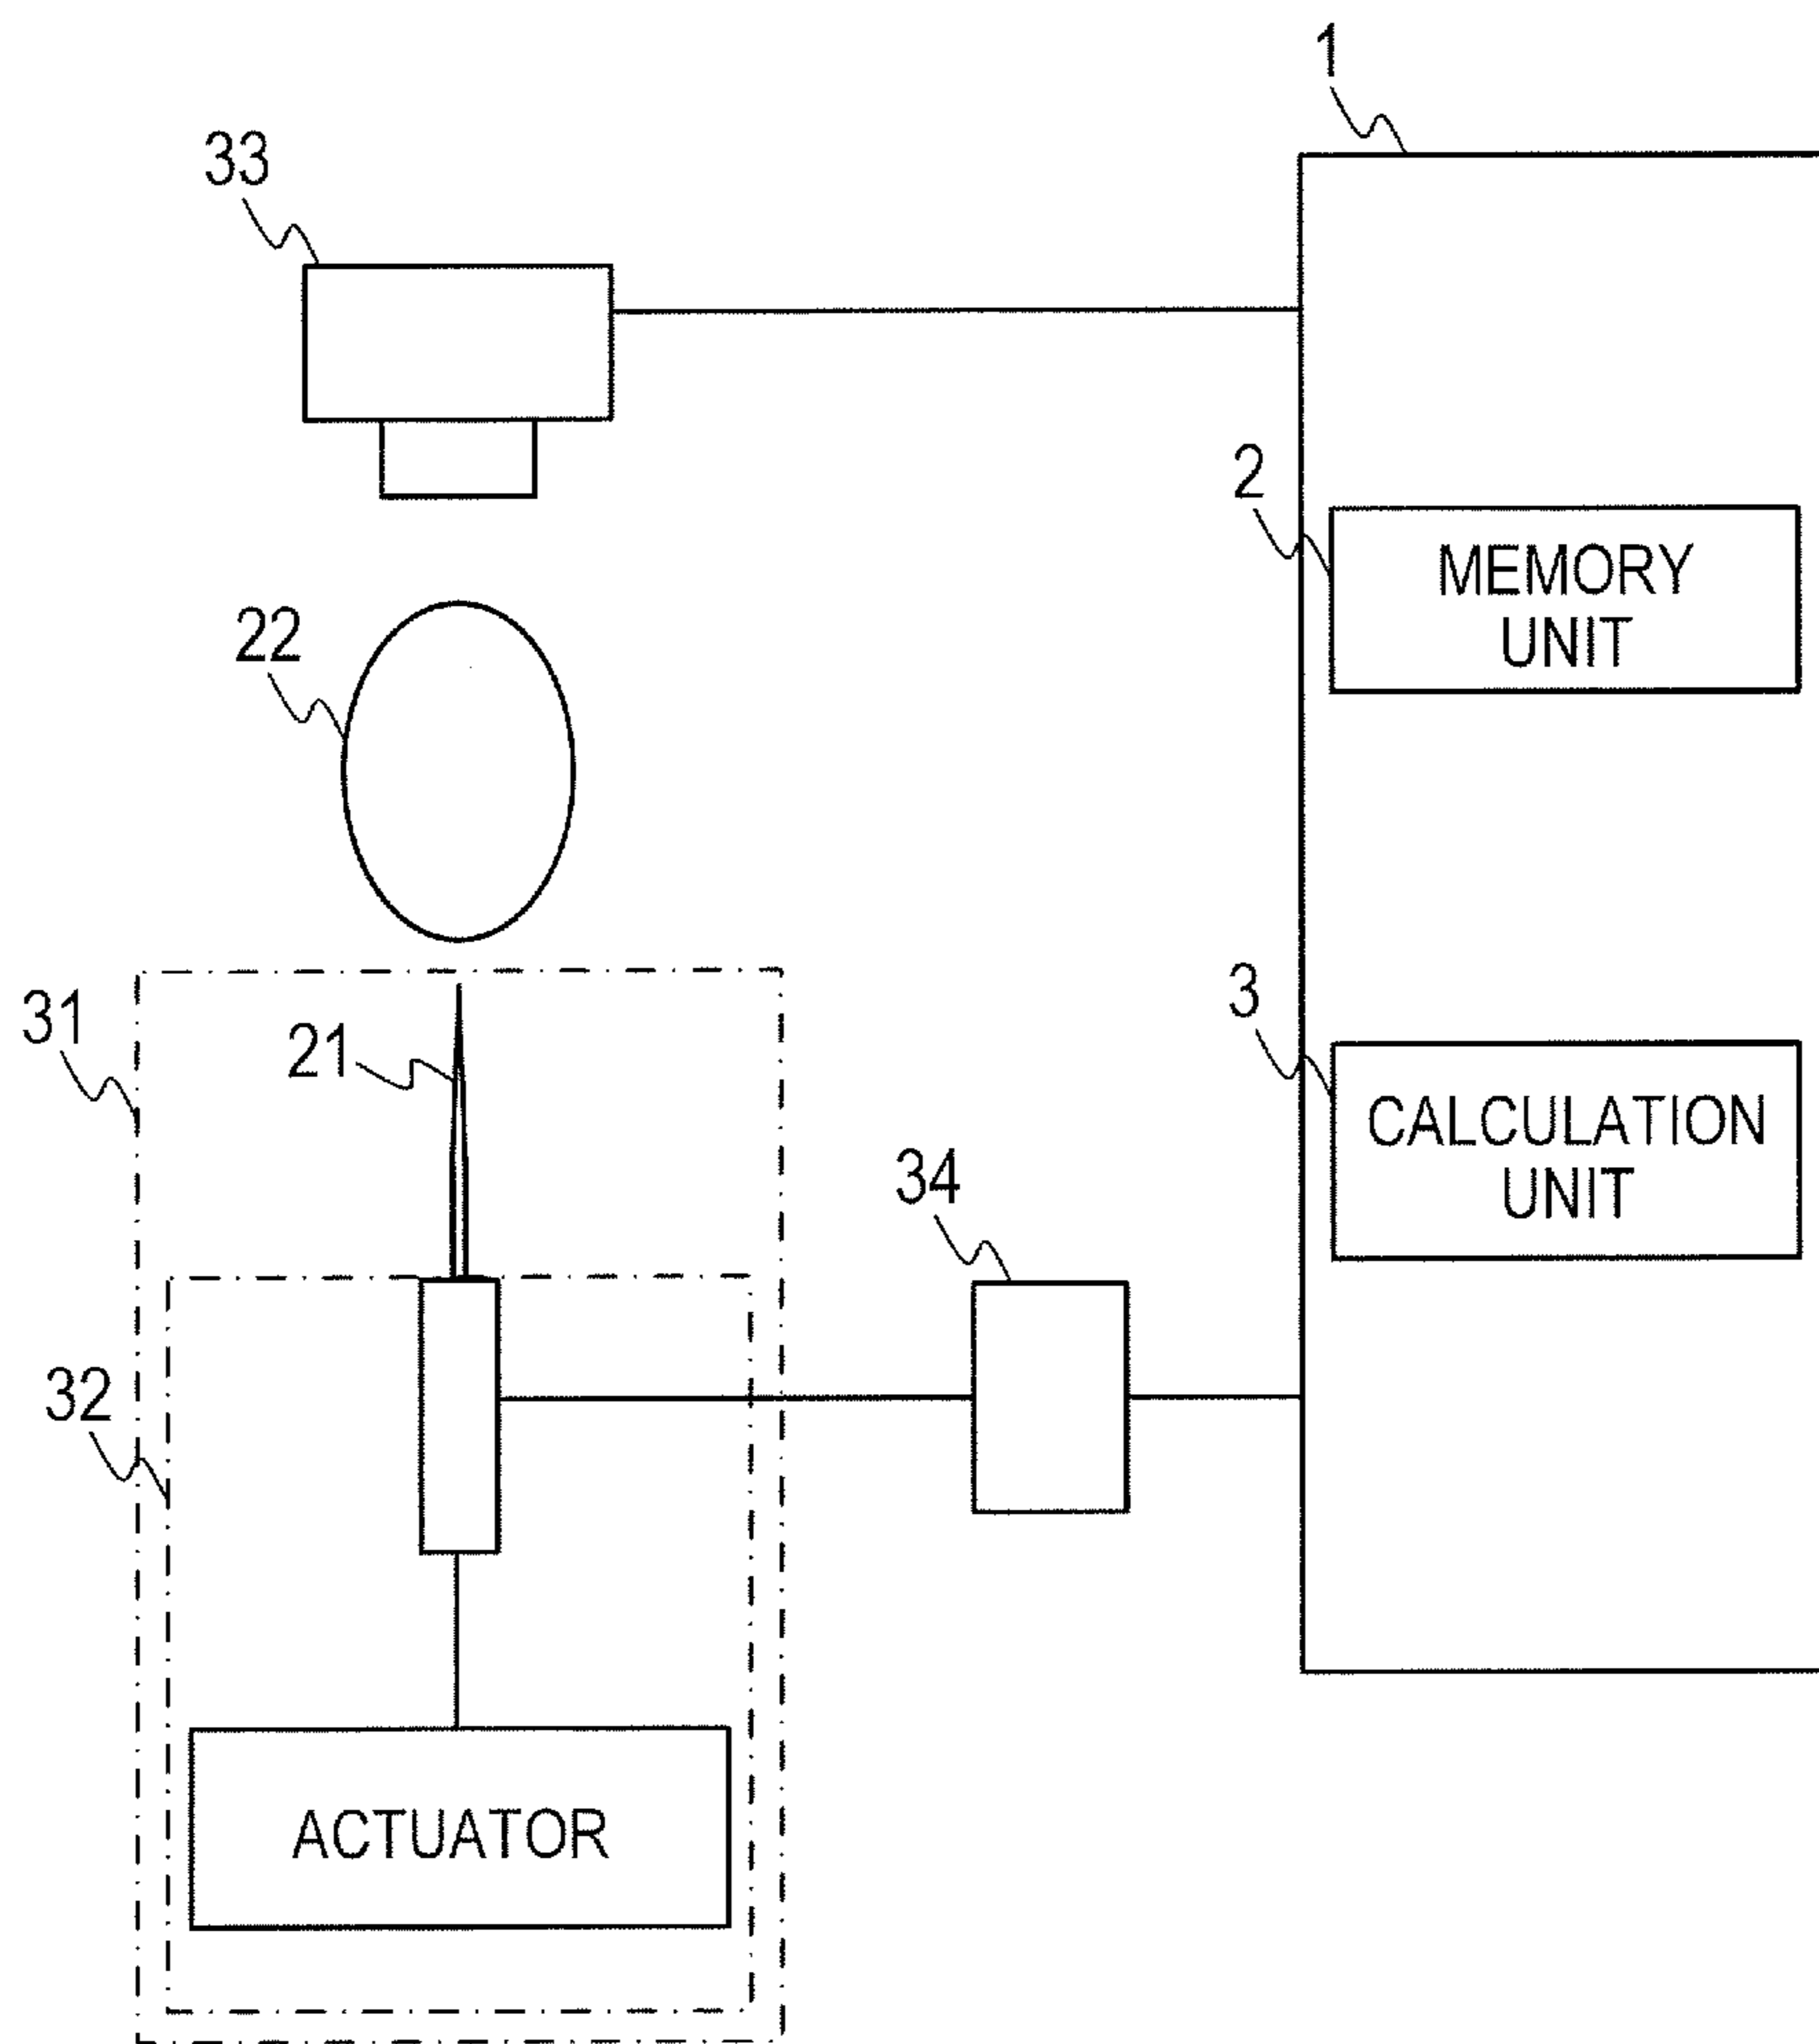 1
33
2
MEMORY
UNIT
22
3
31
21
CALCULATION
UNIT
34
32
ACTUATOR